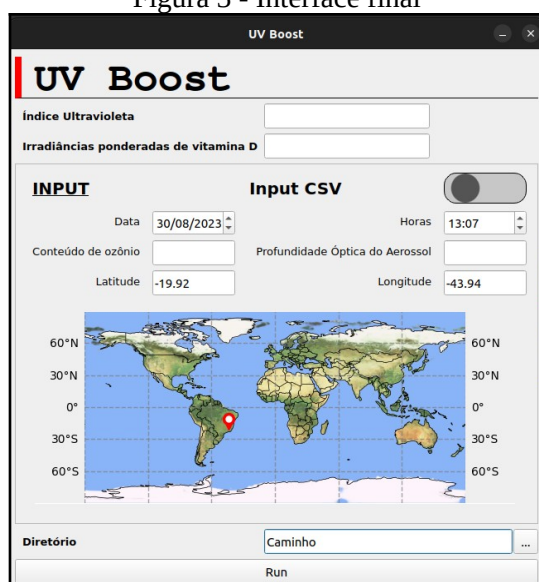 Figura 3 - Interface final
UV Boost
UV Boost
Índice Ultravioleta
Irradiâncias ponderadas de vitamina D
INPUT Input CSV
Data 30/08/2023 Horas 13:07
Conteúdo de ozônio Profundidade Óptica do Aerossol
Latitude -19.92 Longitude -43.94
60°N 60°N
30°N 30°N
0° 0°
30°S 30°S
60°S 60°S
Diretório Caminho ...
Run